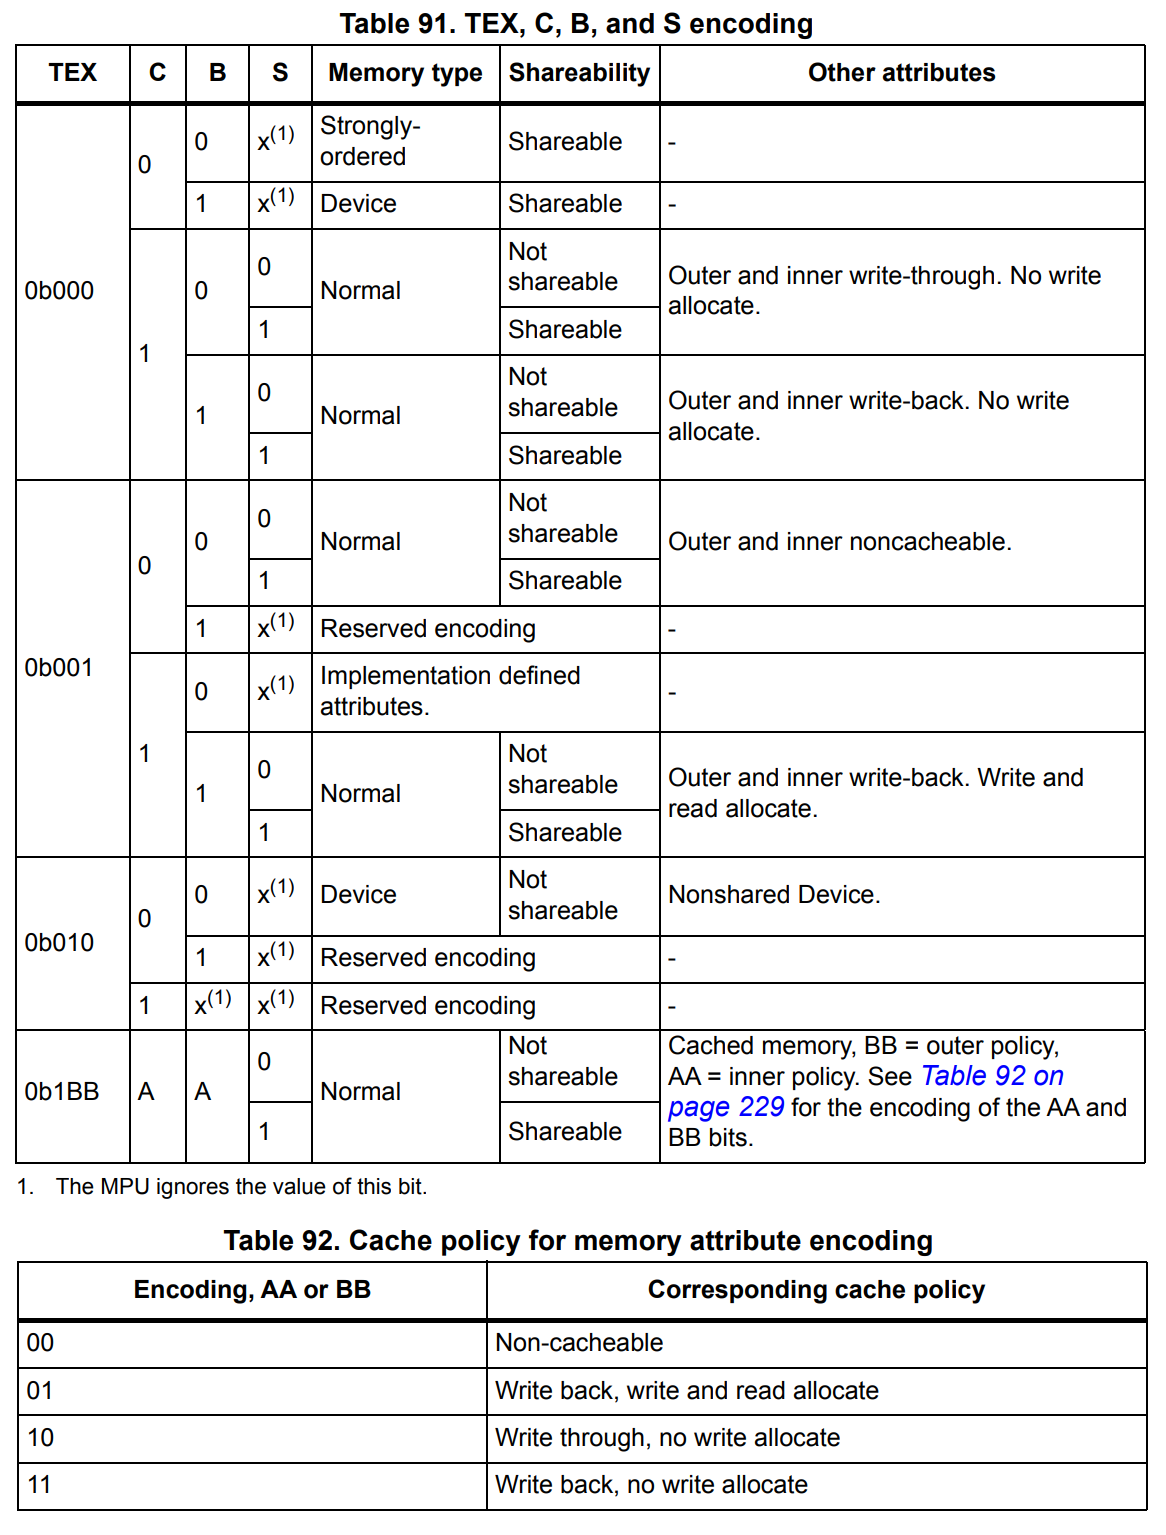 Table 91. TEX, C, B, and S encoding
TEX C B S Memory type Shareability Other attributes
0b000 0 0 x(1) Strongly-ordered Shareable -
1 x(1) Device Shareable -
1 0 0 Normal Not shareable Outer and inner write-through. No write allocate.
1 Shareable
1 0 Normal Not shareable Outer and inner write-back. No write allocate.
1 Shareable
0b001 0 0 0 Normal Not shareable Outer and inner noncacheable.
1 Shareable
1 x(1) Reserved encoding -
1 0 x(1) Implementation defined attributes. -
1 0 Normal Not shareable Outer and inner write-back. Write and read allocate.
1 Shareable
0b010 0 0 x(1) Device Not shareable Nonshared Device.
1 x(1) Reserved encoding -
1 x(1) x(1) Reserved encoding -
0b1BB A A 0 Normal Not shareable Cached memory, BB = outer policy, AA = inner policy. See Table 92 on page 229 for the encoding of the AA and BB bits.
1 Shareable
1. The MPU ignores the value of this bit.
Table 92. Cache policy for memory attribute encoding
Encoding, AA or BB Corresponding cache policy
00 Non-cacheable
01 Write back, write and read allocate
10 Write through, no write allocate
11 Write back, no write allocate